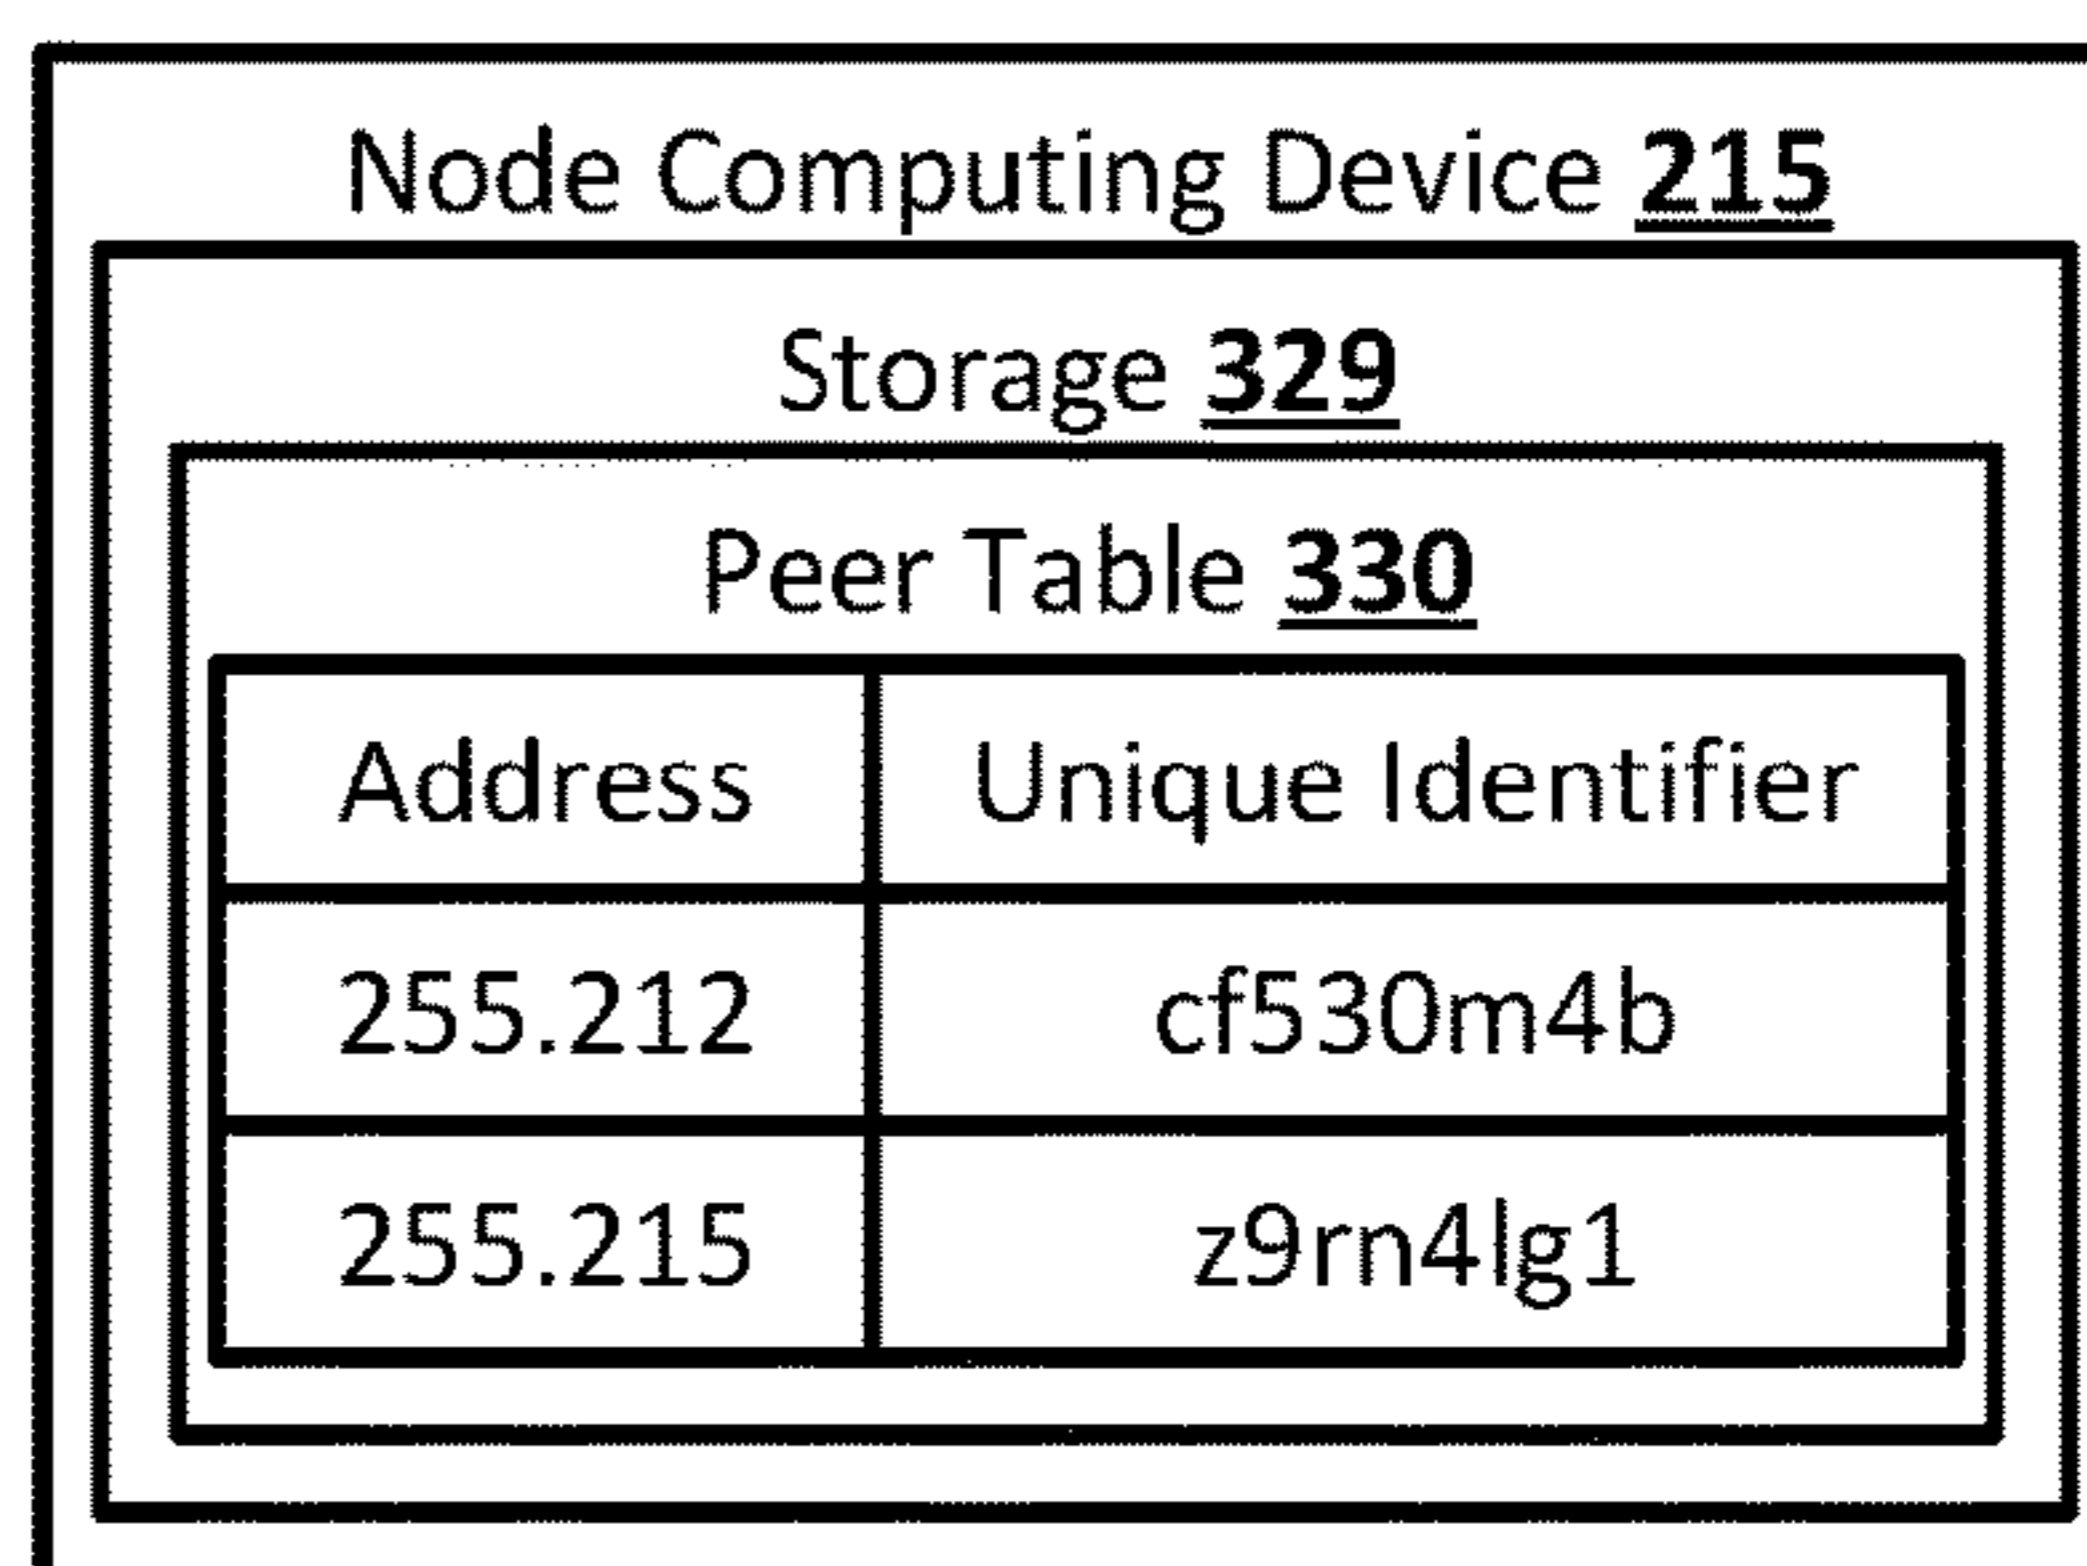 Node Computing Device 215
Storage 329
Peer Table 330
Address Unique Identifier
255.212 cf530m4b
255.215 z9rn4lg1